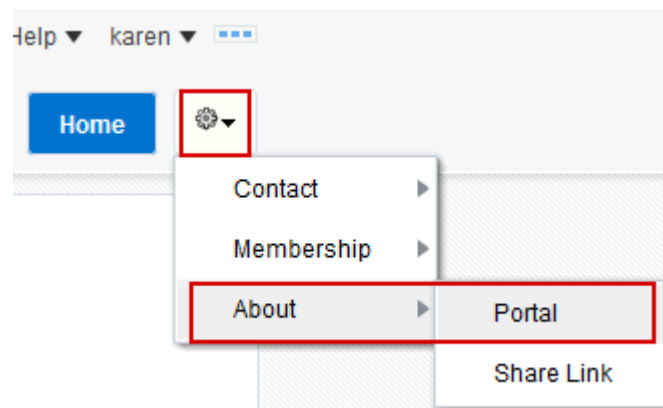 Help ▼ karen ▼
Home
Contact
Membership
About
Portal
Share Link